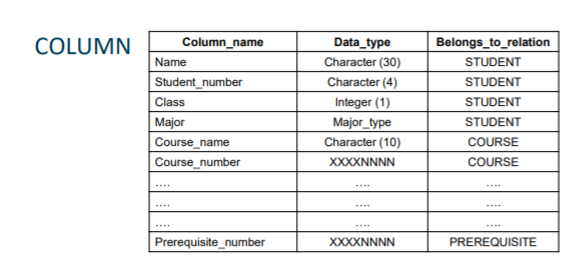 COLUMN
Column_name Data_type Belongs_to_relation
Name Character (30) STUDENT
Student_number Character (4) STUDENT
Class Integer (1) STUDENT
Major Major_type STUDENT
Course_name Character (10) COURSE
Course_number XXXXNNNN COURSE
.... .... ....
.... .... ....
.... .... ....
Prerequisite_number XXXXNNNN PREREQUISITE